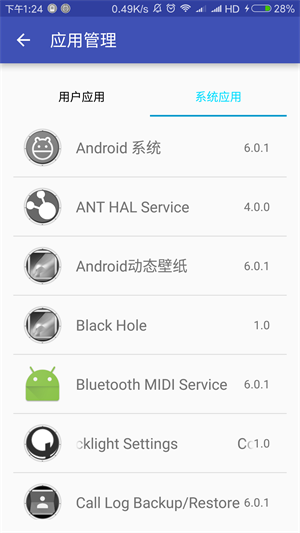 下午1:24 0.49K/s HD 28%
应用管理
用户应用 系统应用
Android 系统 6.0.1
ANT HAL Service 4.0.0
Android动态壁纸 6.0.1
Black Hole 1.0
Bluetooth MIDI Service 6.0.1
cklight Settings Co 1.0
Call Log Backup/Restore 6.0.1